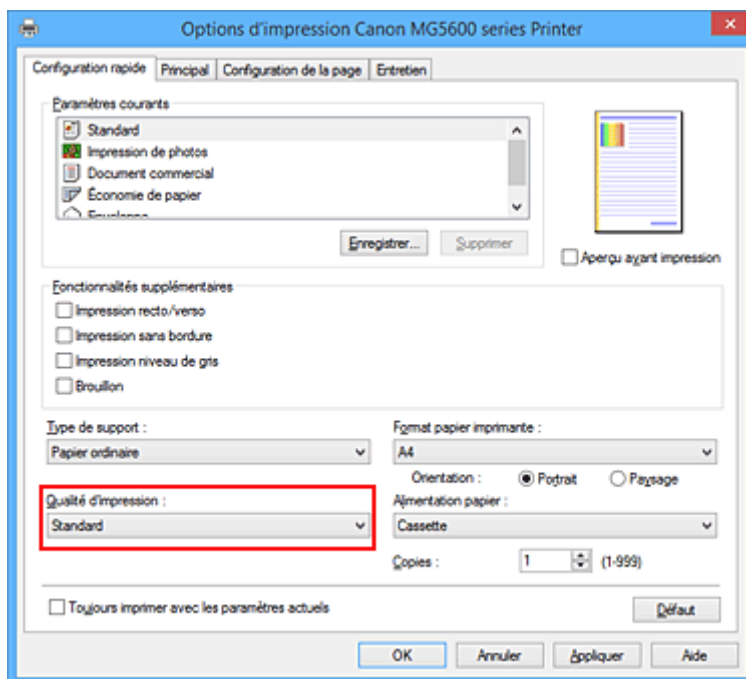 Options d'impression Canon MG5600 series Printer
Configuration rapide Principal Configuration de la page Entretien
Paramètres courants
Standard
Impression de photos
Document commercial
Économie de papier
Enregistrer... Supprimer
Aperçu avant impression
Fonctionnalités supplémentaires
Impression recto/verso
Impression sans bordure
Impression niveau de gris
Brouillon
Type de support :
Papier ordinaire
Format papier imprimante :
A4
Orientation : Portrait Paysage
Qualité d'impression :
Standard
Alimentation papier :
Cassette
Copies : 1 (1-999)
Toujours imprimer avec les paramètres actuels
Défaut
OK Annuler Appliquer Aide